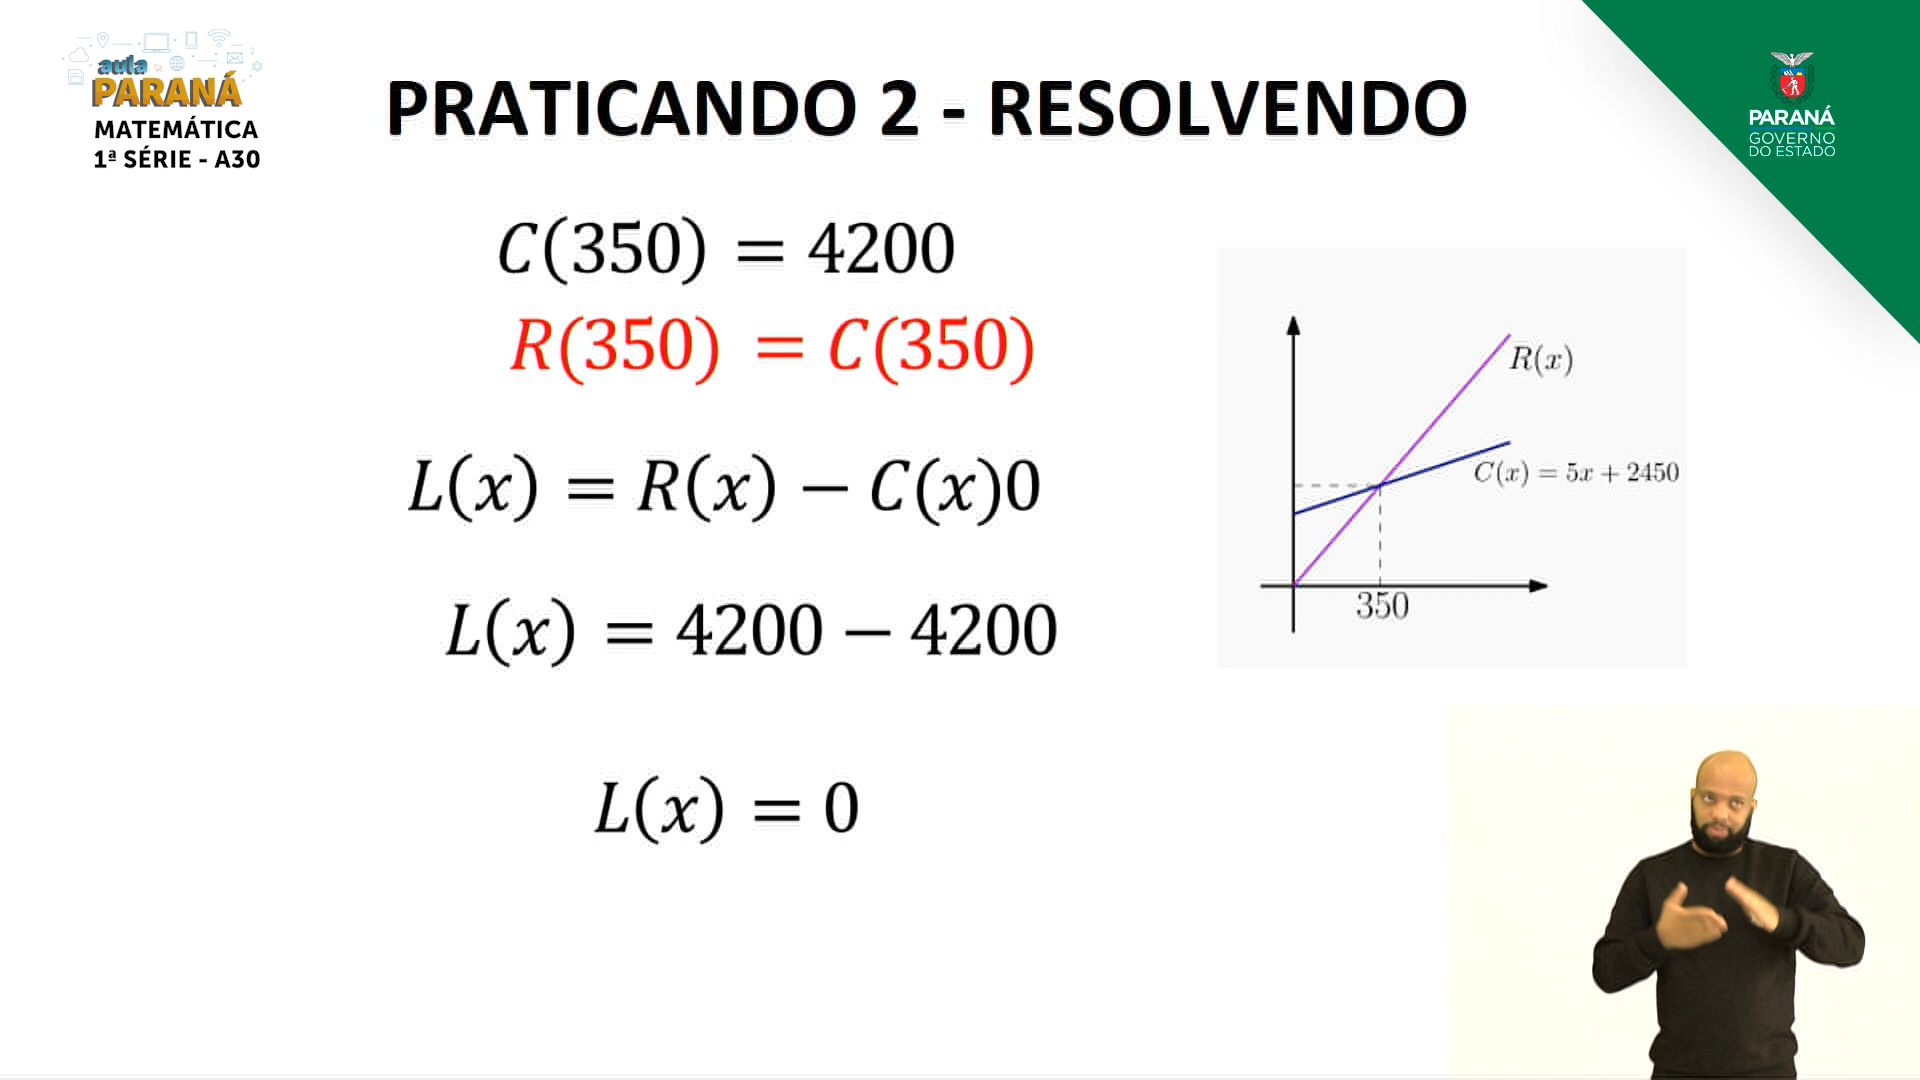 aula
PARANÁ
MATEMÁTICA
1ª SÉRIE - A30
PRATICANDO 2 - RESOLVENDO
PARANÁ
GOVERNO
DO ESTADO
C(350) = 4200
R(350) = C(350)
L(x) = R(x) − C(x)0
L(x) = 4200 − 4200
L(x) = 0
R(x)
C(x) = 5x + 2450
350